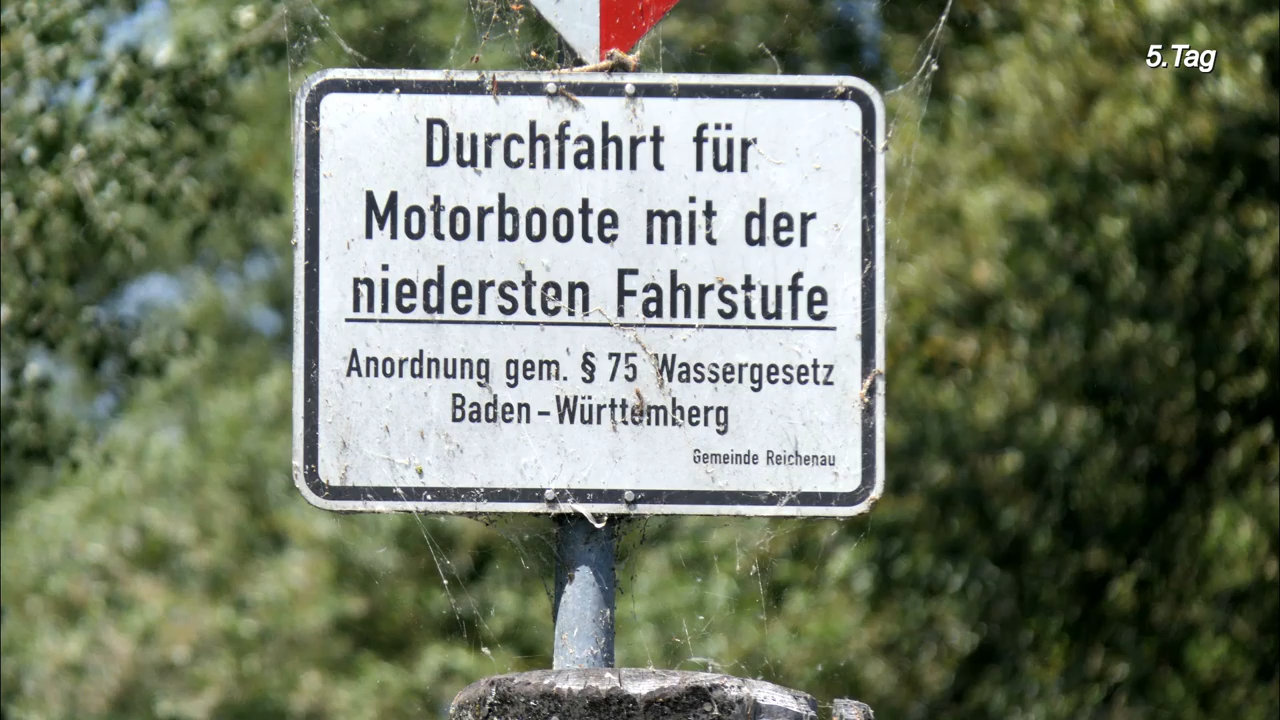 5.Tag
Durchfahrt für
Motorboote mit der
niedersten Fahrstufe
Anordnung gem. § 75 Wassergesetz
Baden-Württemberg
Gemeinde Reichenau